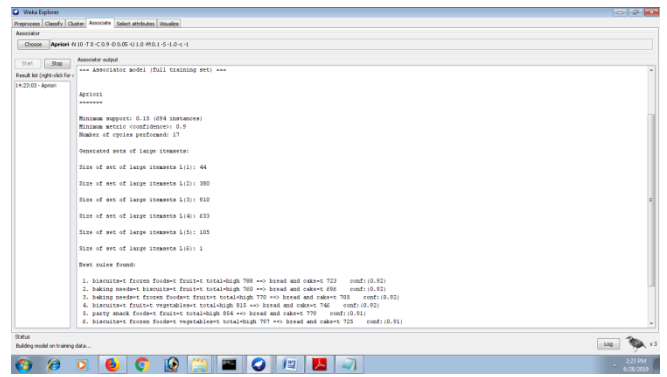 Weka Explorer
Preprocess Classify Cluster Associate Select attributes Visualize
Associator
Choose Apriori -N 10 -T 0 -C 0.9 -D 0.05 -U 1.0 -M 0.1 -S -1.0 -c -1
Start Stop
Associator output
Result list (right-click for
14:23:03 - Apriori
=== Associator model (full training set) ===
Apriori
=======
Minimum support: 0.15 (694 instances)
Minimum metric <confidence>: 0.9
Number of cycles performed: 17
Generated sets of large itemsets:
Size of set of large itemsets L(1): 44
Size of set of large itemsets L(2): 380
Size of set of large itemsets L(3): 910
Size of set of large itemsets L(4): 633
Size of set of large itemsets L(5): 105
Size of set of large itemsets L(6): 1
Best rules found:
1. biscuits=t frozen foods=t fruit=t total=high 788 ==> bread and cake=t 723 conf:(0.92)
2. baking needs=t biscuits=t fruit=t total=high 760 ==> bread and cake=t 696 conf:(0.92)
3. baking needs=t frozen foods=t fruit=t total=high 770 ==> bread and cake=t 705 conf:(0.92)
4. biscuits=t fruit=t vegetables=t total=high 815 ==> bread and cake=t 746 conf:(0.92)
5. party snack foods=t fruit=t total=high 854 ==> bread and cake=t 779 conf:(0.91)
6. biscuits=t frozen foods=t vegetables=t total=high 797 ==> bread and cake=t 725 conf:(0.91)
Status
Building model on training data...
Log
x 3
2:23 PM
6/28/2019